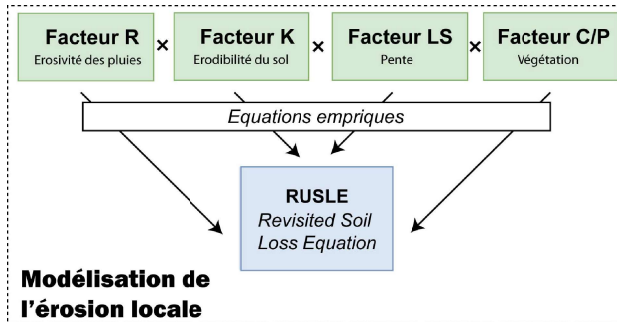 Facteur R × Facteur K × Facteur LS × Facteur C/P
Erosivité des pluies Erodibilité du sol Pente Végétation
Equations empriques
RUSLE
Revisited Soil
Loss Equation
Modélisation de
l'érosion locale